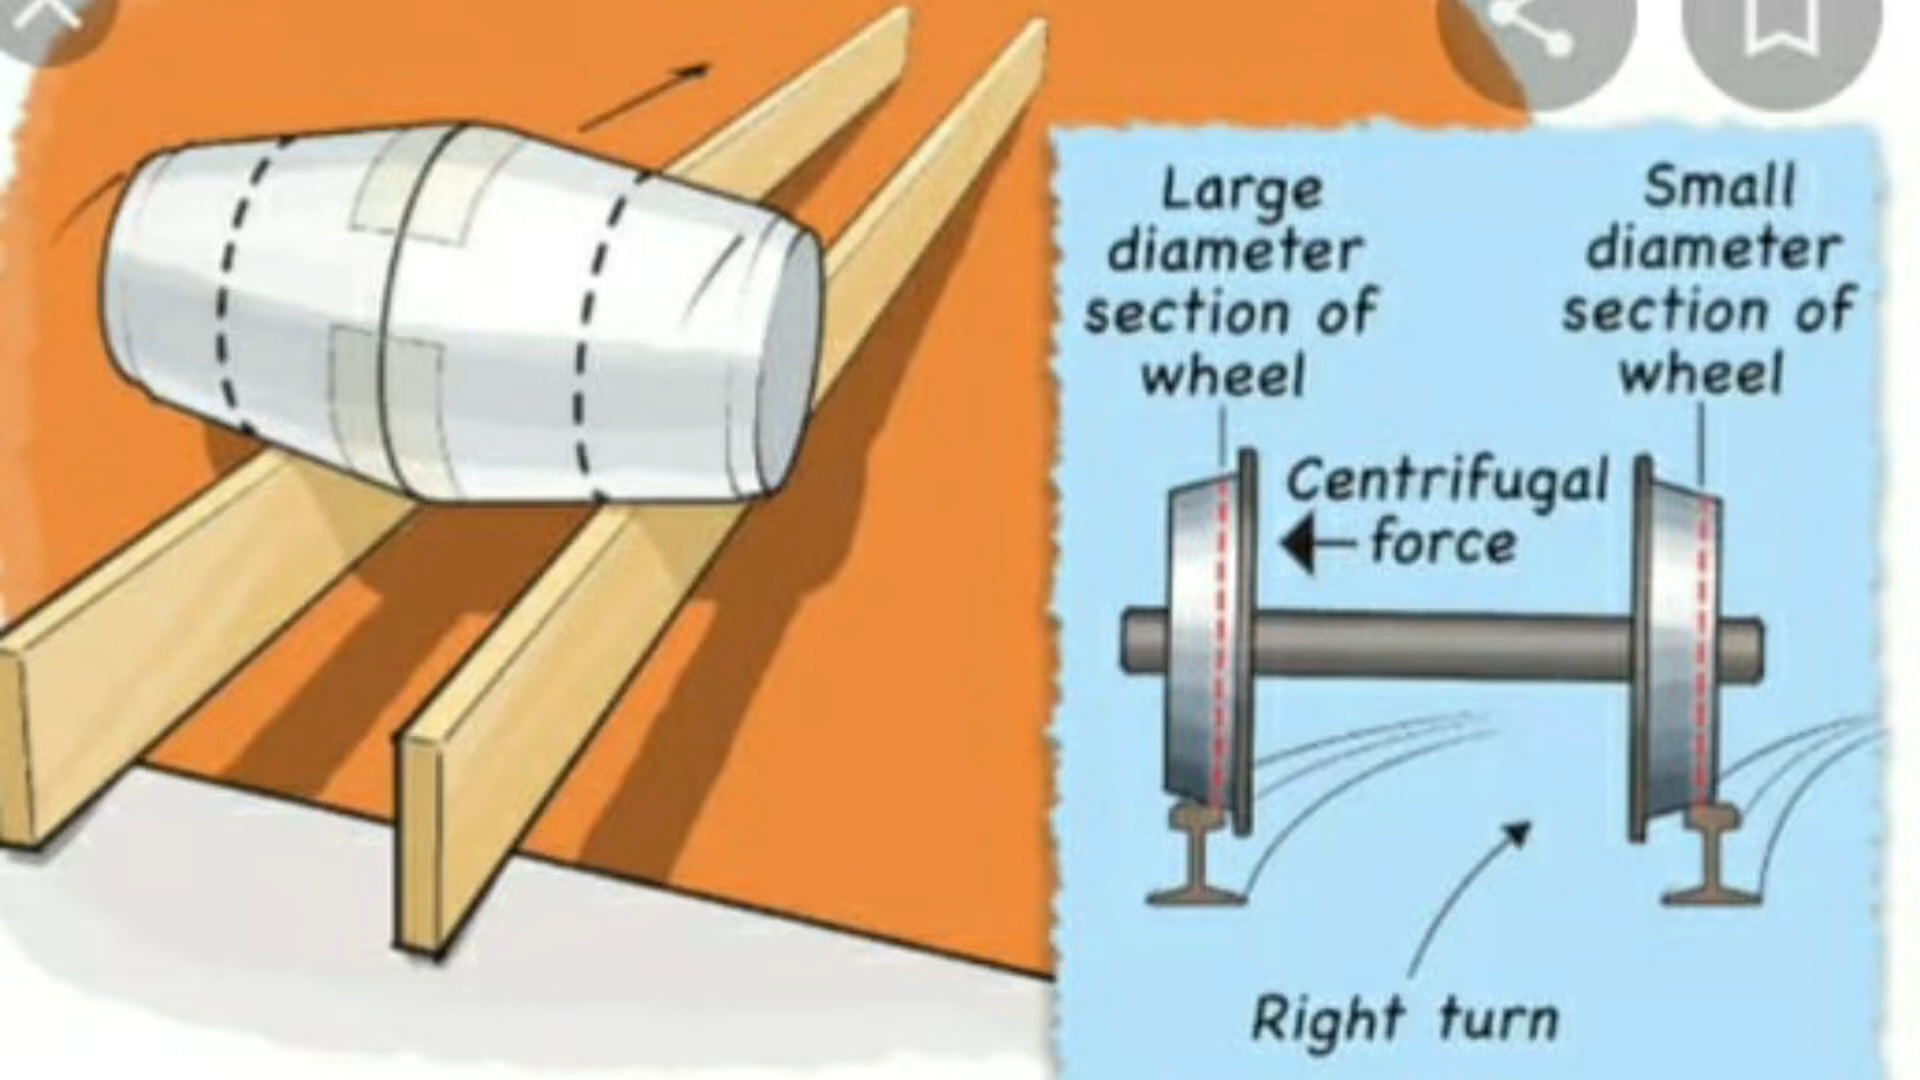 Large
diameter
section of
wheel
Small
diameter
section of
wheel
Centrifugal
force
Right turn